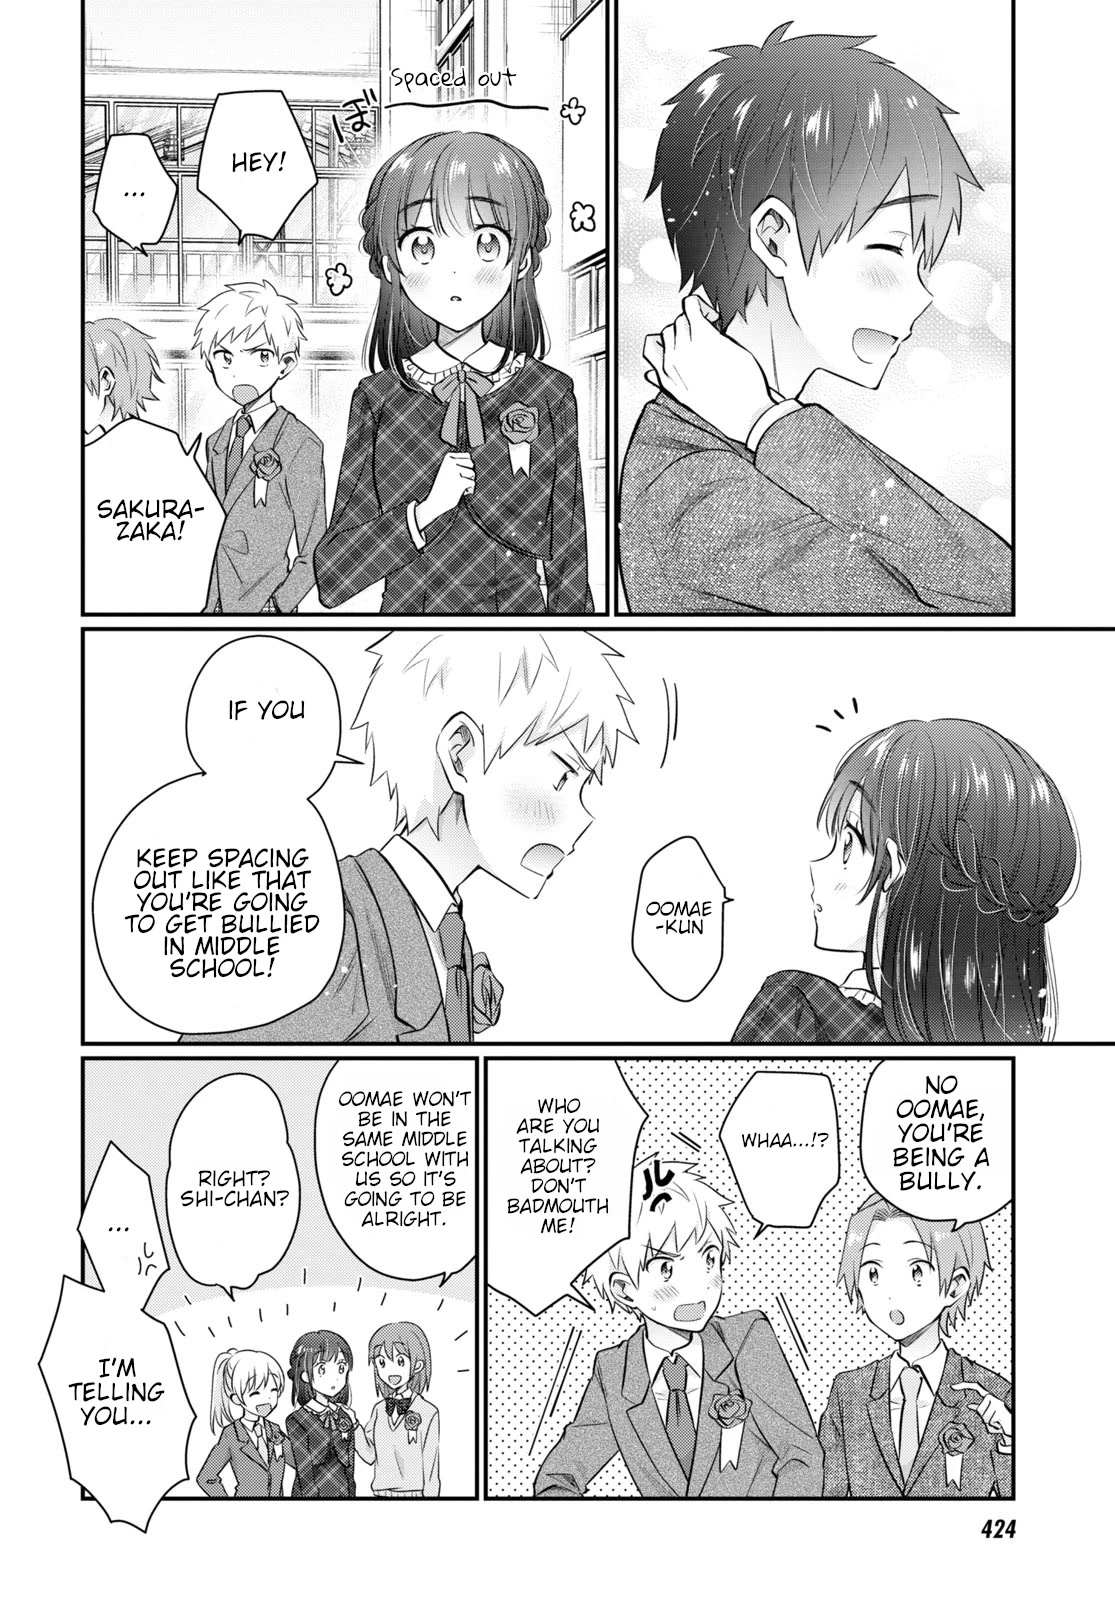 Spaced out
ぼ
HEY!
...
SAKURA-
ZAKA!
OOMAE
-KUN
IF YOU
KEEP SPACING
OUT LIKE THAT
YOU'RE GOING
TO GET BULLIED
IN MIDDLE
SCHOOL!
NO
OOMAE,
YOU'RE
BEING A
BULLY.
WHAA...!?
WHO
ARE YOU
TALKING
ABOUT?
DON'T
BADMOUTH
ME!
OOMAE WON'T
BE IN THE
SAME MIDDLE
SCHOOL WITH
US SO IT'S
GOING TO BE
ALRIGHT.
RIGHT?
SHI-CHAN?
...
I'M
TELLING
YOU...
424